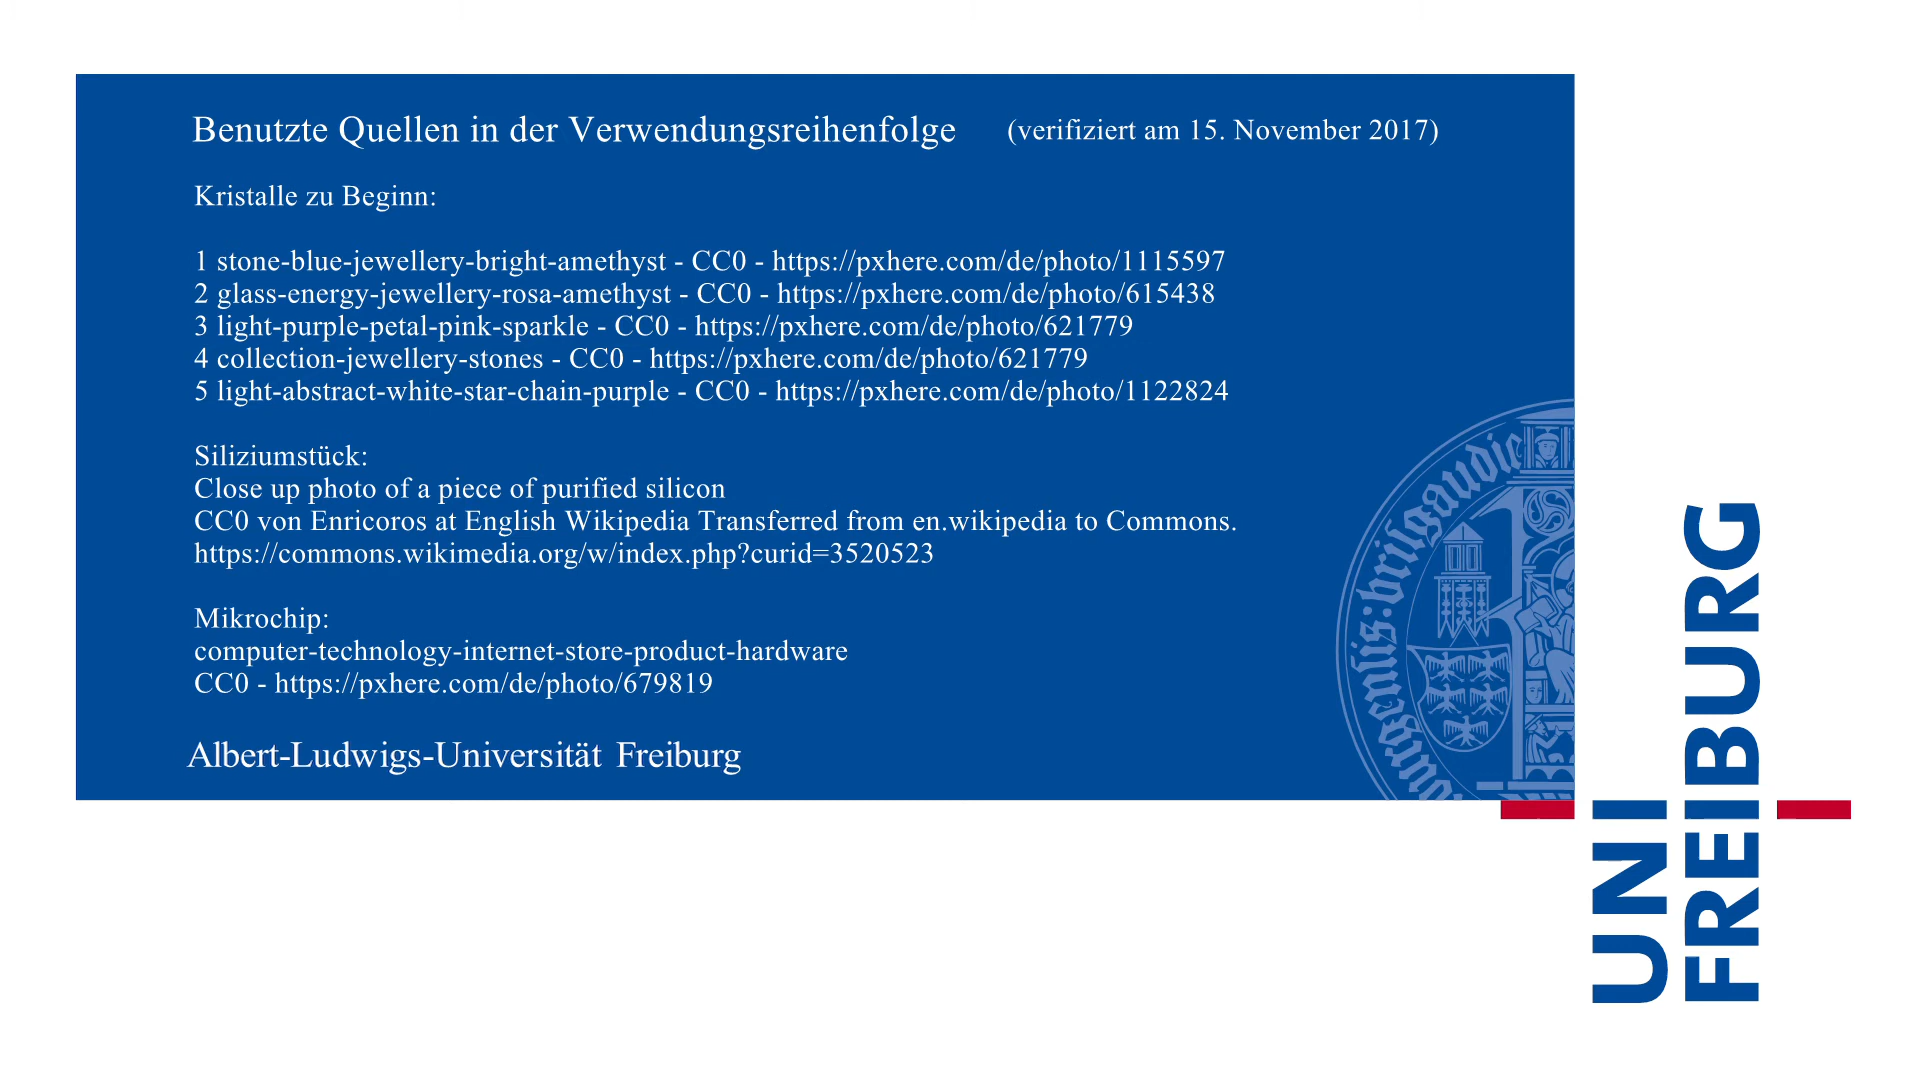 Benutzte Quellen in der Verwendungsreihenfolge (verifiziert am 15. November 2017)
Kristalle zu Beginn:
1 stone-blue-jewellery-bright-amethyst - CC0 - https://pxhere.com/de/photo/1115597
2 glass-energy-jewellery-rosa-amethyst - CC0 - https://pxhere.com/de/photo/615438
3 light-purple-petal-pink-sparkle - CC0 - https://pxhere.com/de/photo/621779
4 collection-jewellery-stones - CC0 - https://pxhere.com/de/photo/621779
5 light-abstract-white-star-chain-purple - CC0 - https://pxhere.com/de/photo/1122824
Siliziumstück:
Close up photo of a piece of purified silicon
CC0 von Enricoros at English Wikipedia Transferred from en.wikipedia to Commons.
https://commons.wikimedia.org/w/index.php?curid=3520523
Mikrochip:
computer-technology-internet-store-product-hardware
CC0 - https://pxhere.com/de/photo/679819
Albert-Ludwigs-Universität Freiburg
UNI
FREIBURG